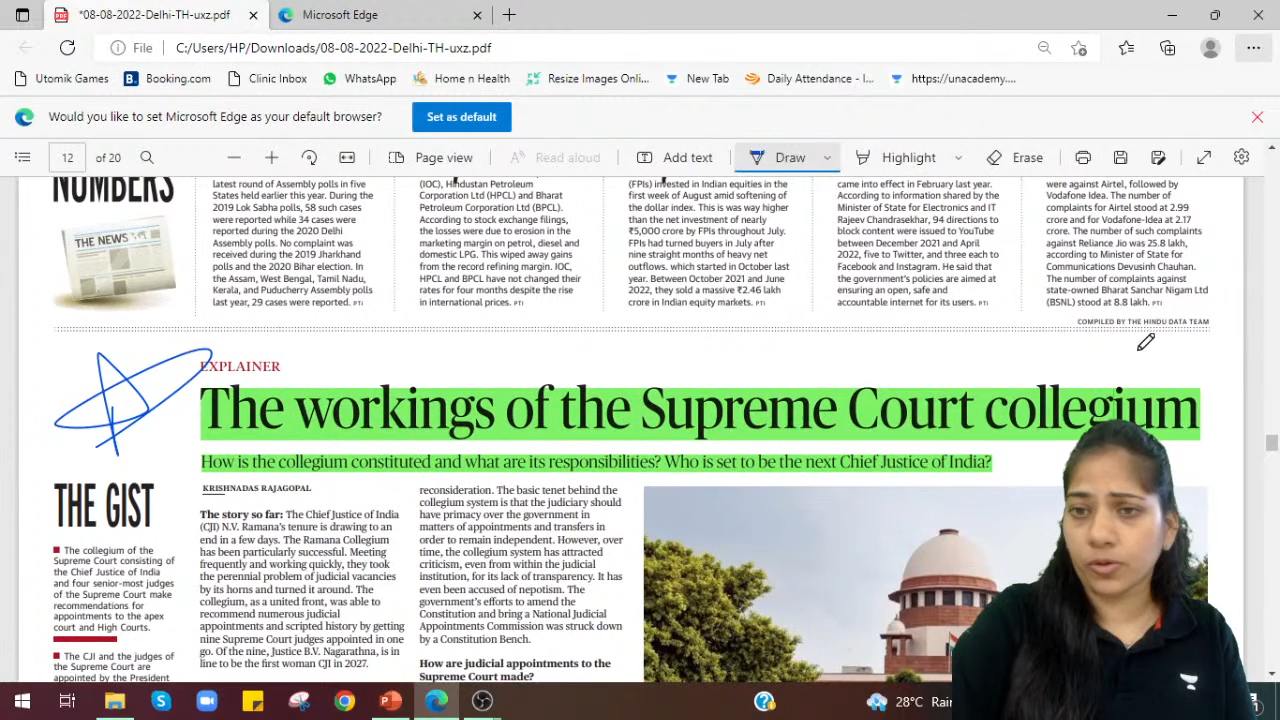 *08-08-2022-Delhi-TH-uxz.pdf
Microsoft Edge
File
C:/Users/HP/Downloads/08-08-2022-Delhi-TH-uxz.pdf
Utomik Games
Booking.com
Clinic Inbox
WhatsApp
Home n Health
Resize Images Onli...
New Tab
Daily Attendance - I...
https://unacademy....
Would you like to set Microsoft Edge as your default browser?
Set as default
12
of 20
Page view
Read aloud
Add text
Draw
Highlight
Erase
NUMBERS
THE NEWS
latest round of Assembly polls in five
States held earlier this year. During the
2019 Lok Sabha polls, 58 such cases
were reported while 34 cases were
reported during the 2020 Delhi
Assembly polls. No complaint was
received during the 2019 Jharkhand
polls and the 2020 Bihar election. In
the Assam, West Bengal, Tamil Nadu,
Kerala, and Puducherry Assembly polls
last year, 29 cases were reported. PTI
(IOC), Hindustan Petroleum
Corporation Ltd (HPCL) and Bharat
Petroleum Corporation Ltd (BPCL).
According to stock exchange filings,
the losses were due to erosion in the
marketing margin on petrol, diesel and
domestic LPG. This wiped away gains
from the record refining margin. IOC,
HPCL and BPCL have not changed their
rates for four months despite the rise
in international prices. PTI
(FPIs) invested in Indian equities in the
first week of August amid softening of
the dollar index. This is way higher
than the net investment of nearly
₹5,000 crore by FPIs throughout July.
FPIs had turned buyers in July after
nine straight months of heavy net
outflows. which started in October last
year. Between October 2021 and June
2022, they sold a massive ₹2.46 lakh
crore in Indian equity markets. PTI
came into effect in February last year.
According to information shared by the
Minister of State for Electronics and IT
Rajeev Chandrasekhar, 94 directions to
block content were issued to YouTube
between December 2021 and April
2022, five to Twitter, and three each to
Facebook and Instagram. He said that
the government's policies are aimed at
ensuring an open, safe and
accountable internet for its users. PTI
were against Airtel, followed by
Vodafone Idea. The number of
complaints for Airtel stood at 2.99
crore and for Vodafone-Idea at 2.17
crore. The number of such complaints
against Reliance Jio was 25.8 lakh,
according to Minister of State for
Communications Devusinh Chauhan.
The number of complaints against
state-owned Bharat Sanchar Nigam Ltd
(BSNL) stood at 8.8 lakh. PTI
COMPILED BY THE HINDU DATA TEAM
EXPLAINER
The workings of the Supreme Court collegium
How is the collegium constituted and what are its responsibilities? Who is set to be the next Chief Justice of India?
THE GIST
The collegium of the
Supreme Court consisting of
the Chief Justice of India
and four senior-most judges
of the Supreme Court make
recommendations for
appointments to the apex
court and High Courts.
The CJI and the judges of
the Supreme Court are
appointed by the President
KRISHNADAS RAJAGOPAL
The story so far: The Chief Justice of India
(CJI) N.V. Ramana's tenure is drawing to an
end in a few days. The Ramana Collegium
has been particularly successful. Meeting
frequently and working quickly, they took
the perennial problem of judicial vacancies
by its horns and turned it around. The
collegium, as a united front, was able to
recommend numerous judicial
appointments and scripted history by getting
nine Supreme Court judges appointed in one
go. Of the nine, Justice B.V. Nagarathna, is in
line to be the first woman CJI in 2027.
reconsideration. The basic tenet behind the
collegium system is that the judiciary should
have primacy over the government in
matters of appointments and transfers in
order to remain independent. However, over
time, the collegium system has attracted
criticism, even from within the judicial
institution, for its lack of transparency. It has
even been accused of nepotism. The
government's efforts to amend the
Constitution and bring a National Judicial
Appointments Commission was struck down
by a Constitution Bench.
How are judicial appointments to the
Supreme Court made?
28°C